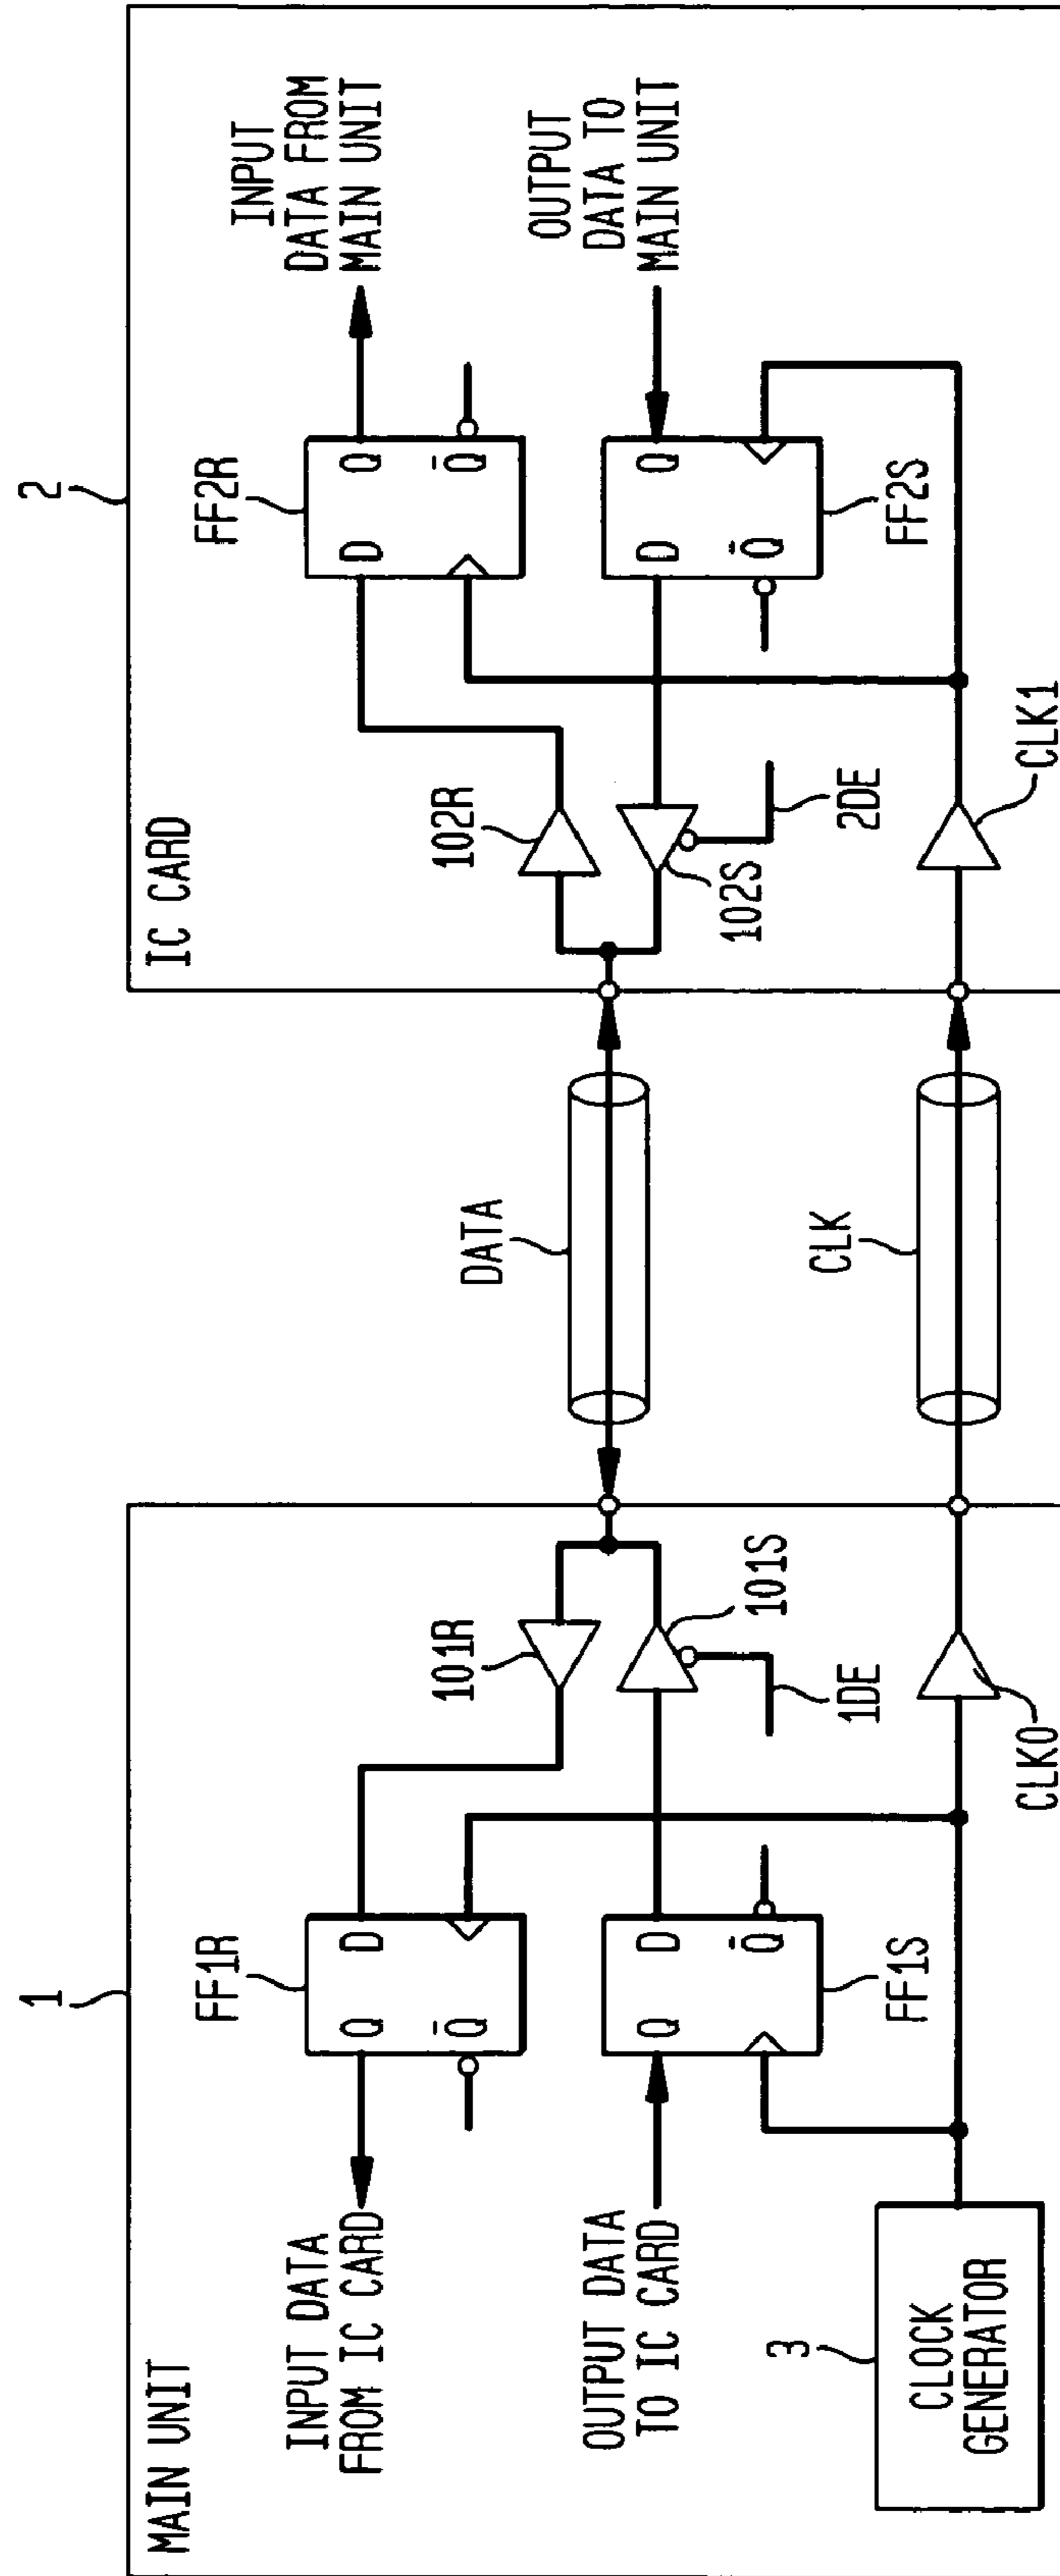 1
MAIN UNIT
INPUT DATA
FROM IC CARD
FF1R
Q
D
Q̄
101R
OUTPUT DATA
TO IC CARD
Q
D
Q̄
FF1S
101S
1DE
3
CLOCK
GENERATOR
CLK0
DATA
CLK
2
IC CARD
FF2R
D
Q
Q̄
INPUT
DATA FROM
MAIN UNIT
102R
D
Q
Q̄
OUTPUT
DATA TO
MAIN UNIT
FF2S
102S
2DE
CLK1